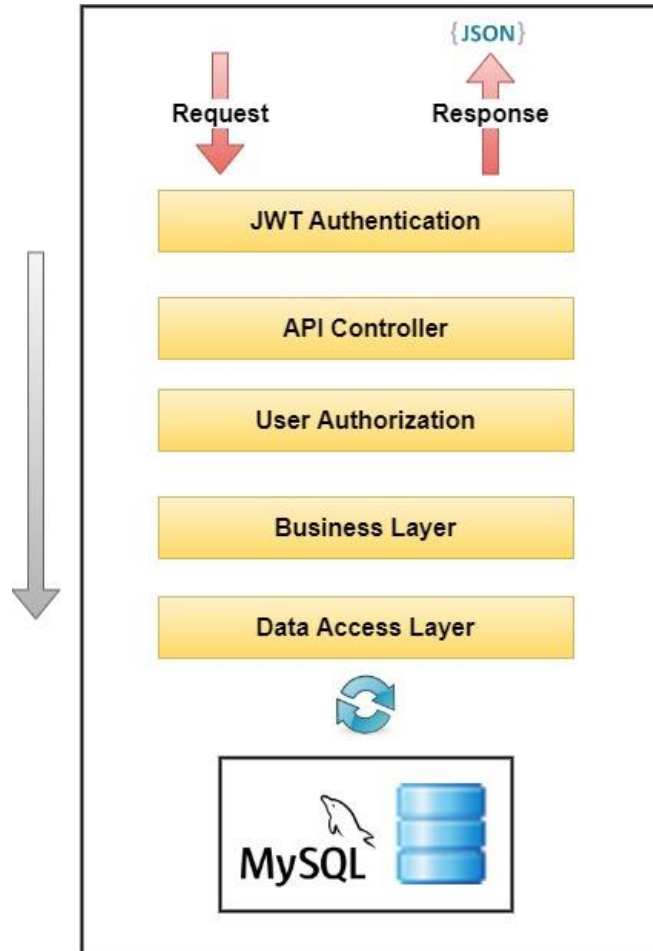 {JSON}
Request
Response
JWT Authentication
API Controller
User Authorization
Business Layer
Data Access Layer
MySQL